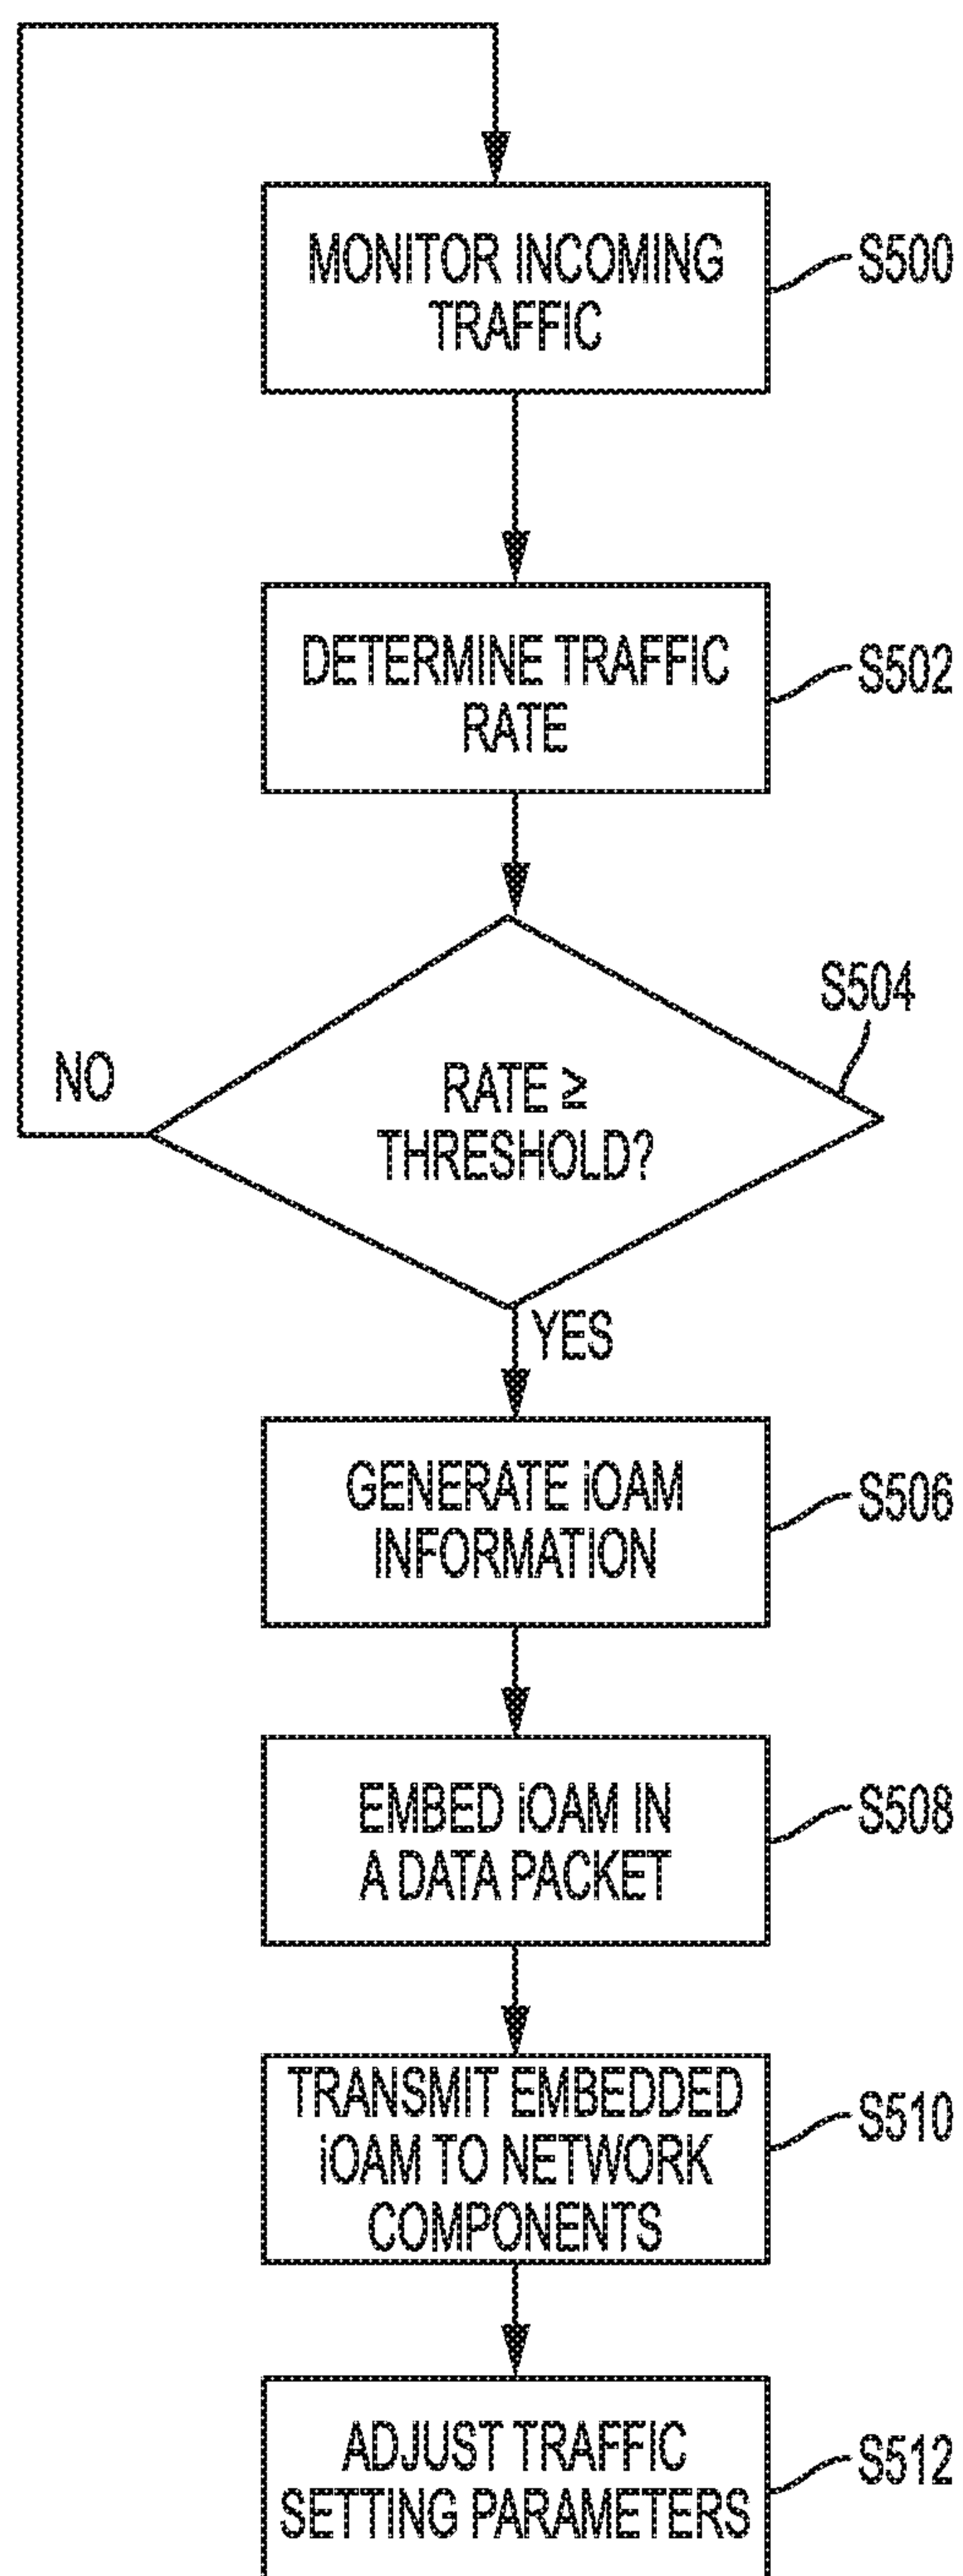 MONITOR INCOMING
TRAFFIC
S500
DETERMINE TRAFFIC
RATE
S502
S504
RATE ≥
THRESHOLD?
NO
YES
GENERATE iOAM
INFORMATION
S506
EMBED iOAM IN
A DATA PACKET
S508
TRANSMIT EMBEDDED
iOAM TO NETWORK
COMPONENTS
S510
ADJUST TRAFFIC
SETTING PARAMETERS
S512